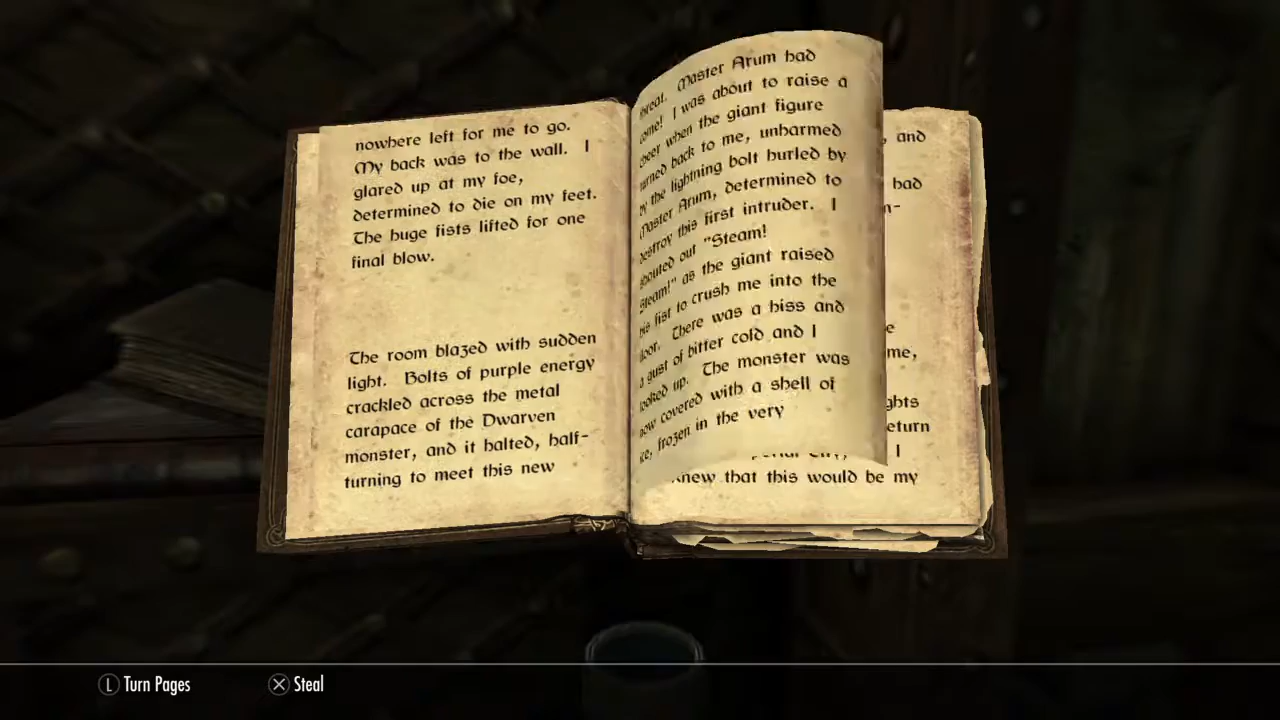 nowhere left for me to go.
My back was to the wall. I
glared up at my foe,
determined to die on my feet.
The huge fists lifted for one
final blow.
The room blazed with sudden
light. Bolts of purple energy
crackled across the metal
carapace of the Dwarven
monster, and it halted, half-
turning to meet this new
threat. Master Arum had
come! I was about to raise a
cheer when the giant figure
turned back to me, unharmed
by the lightning bolt hurled by
Master Arum, determined to
destroy this first intruder. I
shouted out "Steam!
Steam!" as the giant raised
his fist to crush me into the
floor. There was a hiss and
a gust of bitter cold and I
looked up. The monster was
now covered with a shell of
ice, frozen in the very
, and
had
me,
I
knew that this would be my
L Turn Pages
X Steal